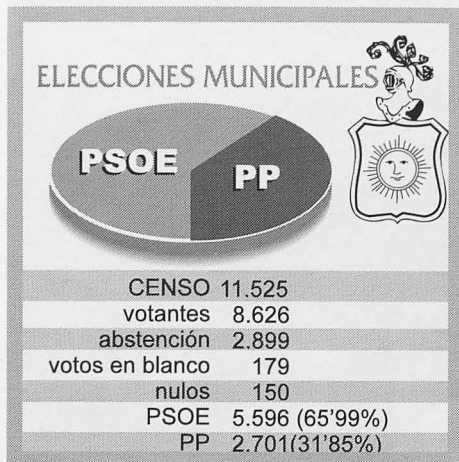 ELECCIONES MUNICIPALES
PSOE
PP
CENSO 11.525
votantes 8.626
abstención 2.899
votos en blanco 179
nulos 150
PSOE 5.596 (65'99%)
PP 2.701(31'85%)